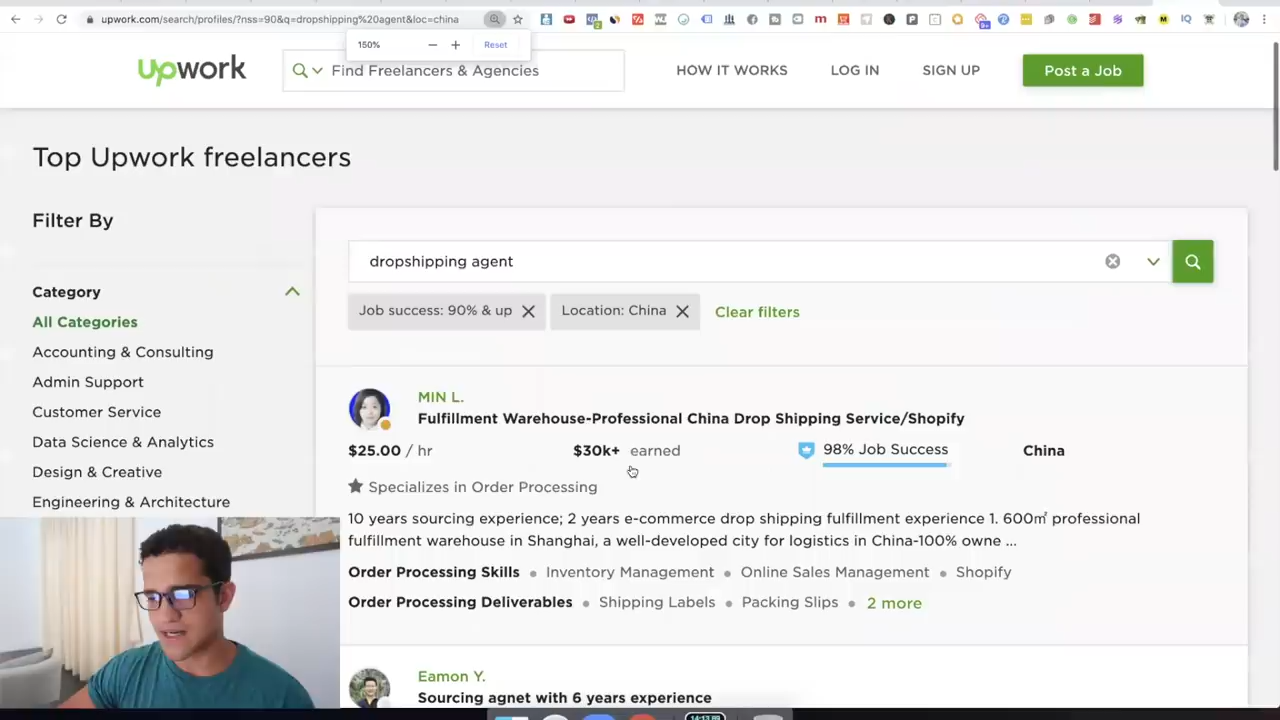 upwork.com/search/profiles/?nss=90&q=dropshipping%20agent&loc=china
150%
Reset
upwork
Find Freelancers & Agencies
HOW IT WORKS
LOG IN
SIGN UP
Post a Job
Top Upwork freelancers
Filter By
Category
All Categories
Accounting & Consulting
Admin Support
Customer Service
Data Science & Analytics
Design & Creative
Engineering & Architecture
dropshipping agent
Job success: 90% & up
Location: China
Clear filters
MIN L.
Fulfillment Warehouse-Professional China Drop Shipping Service/Shopify
$25.00 / hr
$30k+ earned
98% Job Success
China
Specializes in Order Processing
10 years sourcing experience; 2 years e-commerce drop shipping fulfillment experience 1. 600㎡ professional
fulfillment warehouse in Shanghai, a well-developed city for logistics in China-100% owne ...
Order Processing Skills • Inventory Management • Online Sales Management • Shopify
Order Processing Deliverables • Shipping Labels • Packing Slips • 2 more
Eamon Y.
Sourcing agnet with 6 years experience